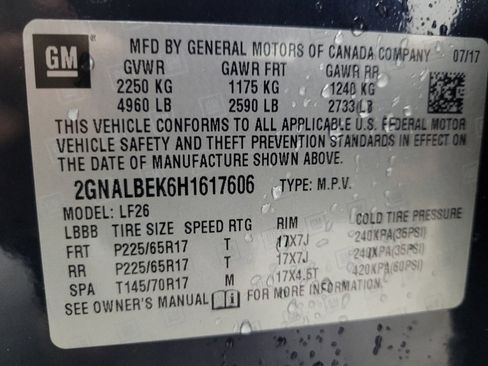 GM MFD BY GENERAL MOTORS OF CANADA COMPANY 07/17
GVWR GAWR FRT GAWR RR
2250 KG 1175 KG 1240 KG
4960 LB 2590 LB 2733 LB
THIS VEHICLE CONFORMS TO ALL APPLICABLE U.S. FEDERAL MOTOR
VEHICLE SAFETY AND THEFT PREVENTION STANDARDS IN EFFECT ON
THE DATE OF MANUFACTURE SHOWN ABOVE.
2GNALBEK6H1617606 TYPE: M.P.V.
MODEL: LF26
LBBB TIRE SIZE SPEED RTG RIM COLD TIRE PRESSURE
FRT P225/65R17 T 17X7J 240KPA(35PSI)
RR P225/65R17 T 17X7J 240KPA(35PSI)
SPA T145/70R17 M 17X4.5T 420KPA(60PSI)
SEE OWNER'S MANUAL FOR MORE INFORMATION.